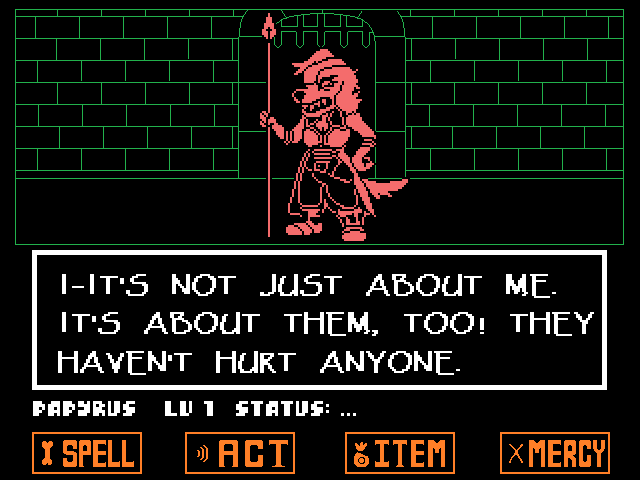 I-IT'S NOT JUST ABOUT ME.
IT'S ABOUT THEM, TOO! THEY
HAVEN'T HURT ANYONE.
PAPYRUS LV 1 STATUS: ...
SPELL ACT ITEM MERCY